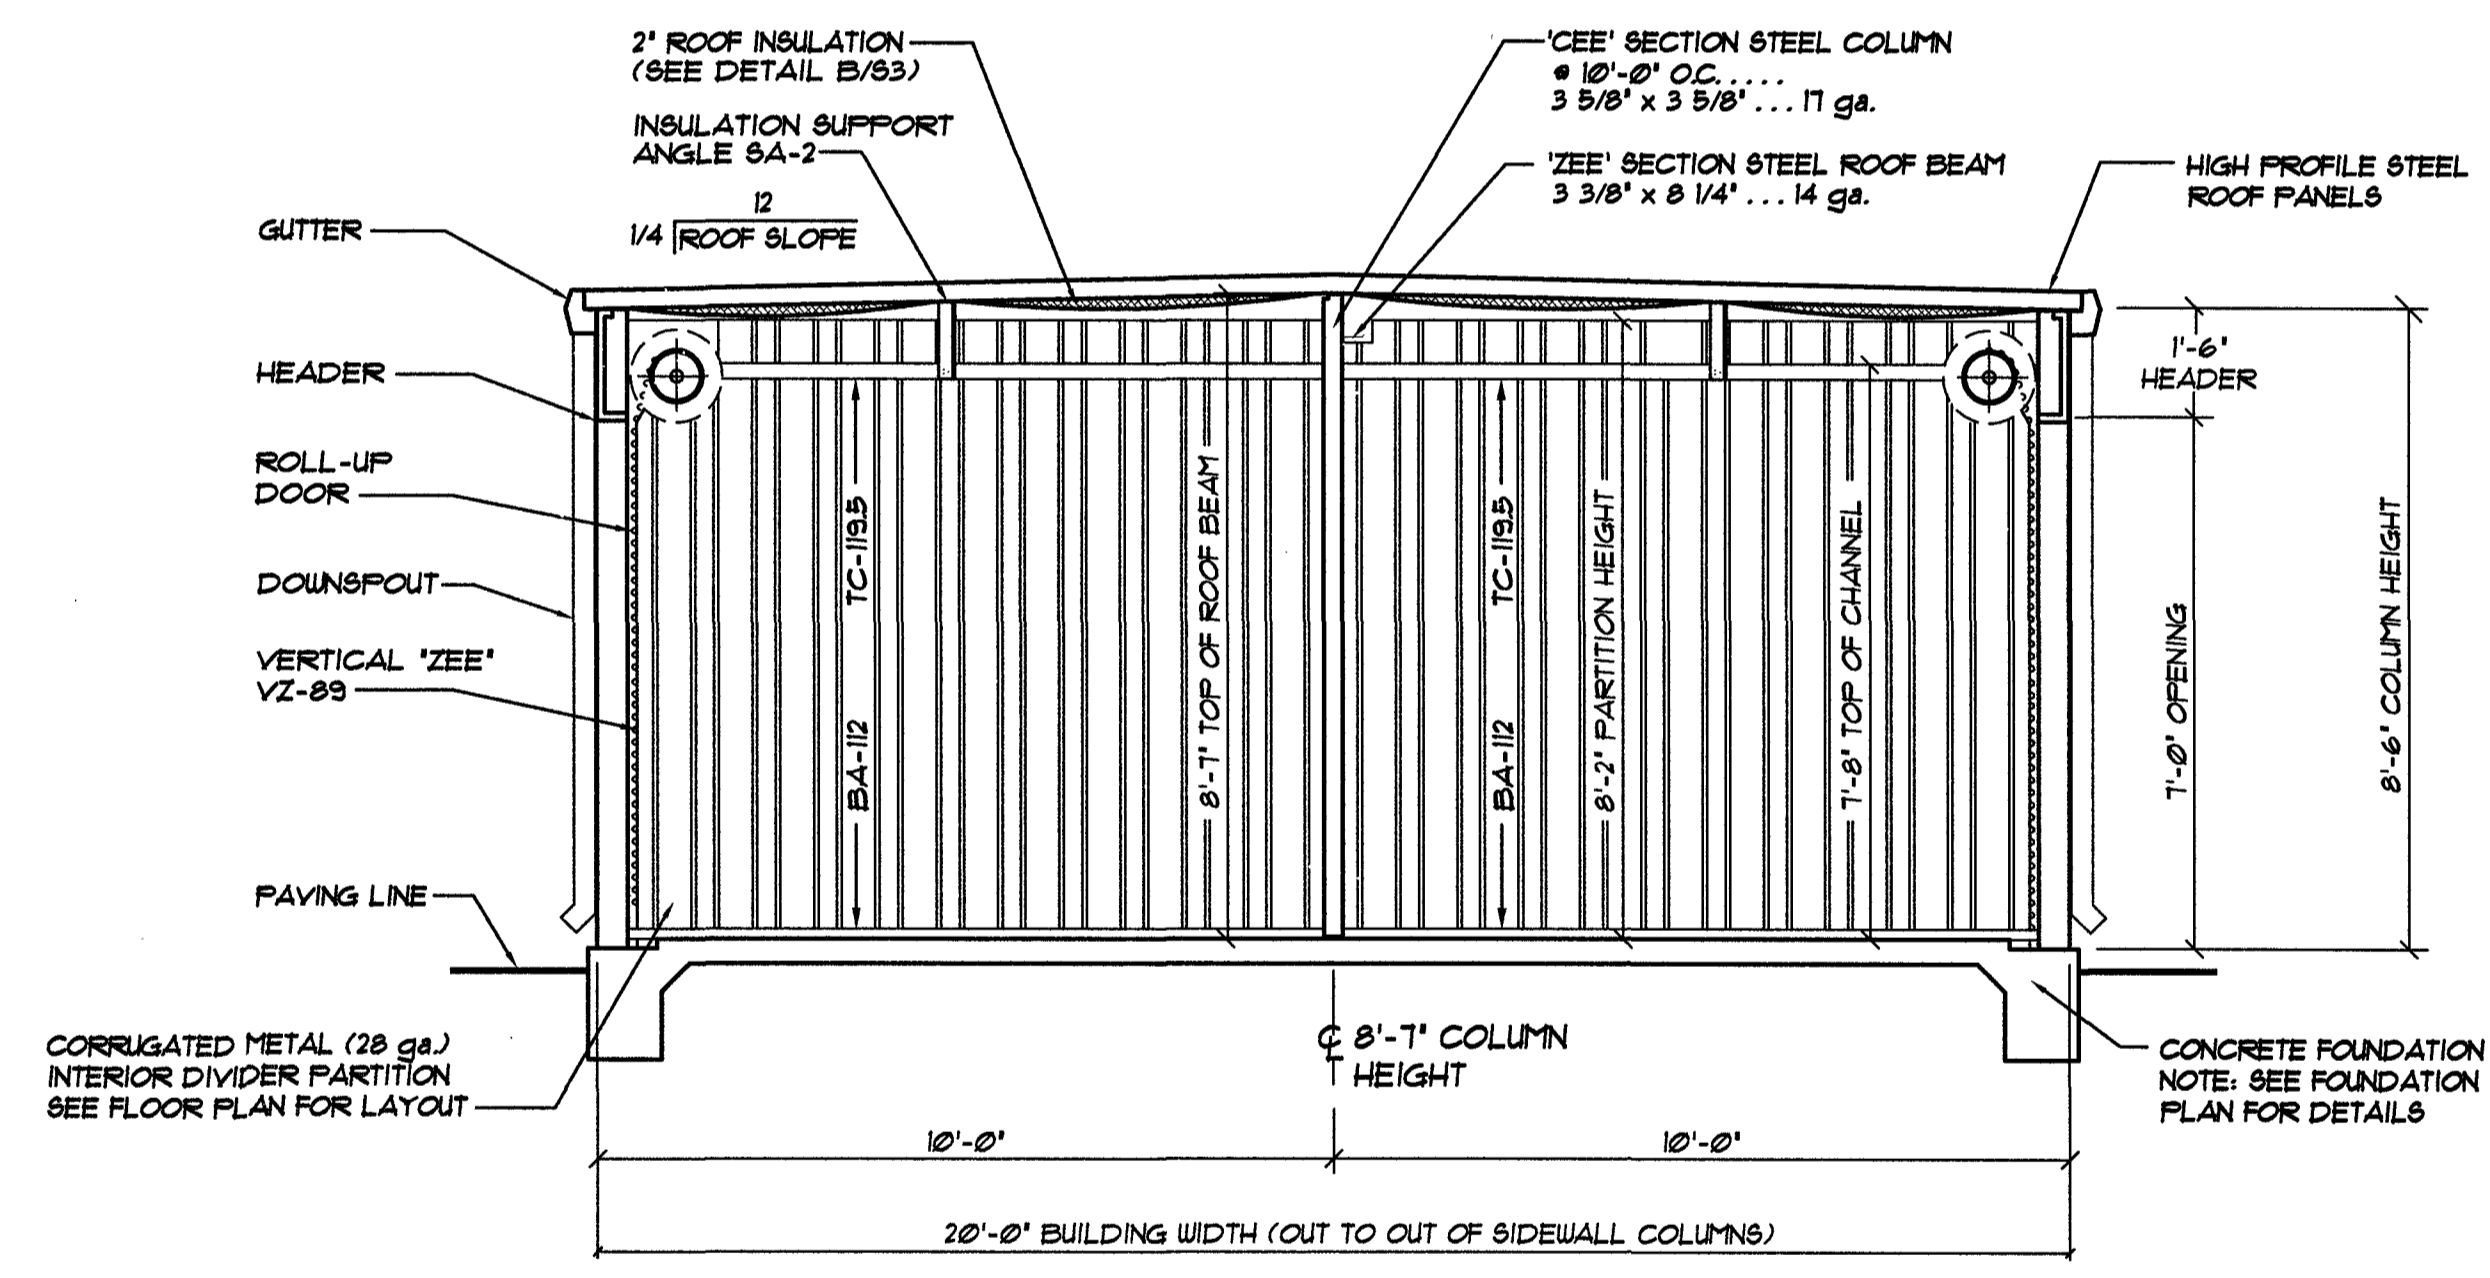 2" ROOF INSULATION
(SEE DETAIL B/S3)
INSULATION SUPPORT
ANGLE SA-2
12
1/4 ROOF SLOPE
'CEE' SECTION STEEL COLUMN
@ 10'-0" O.C.....
3 5/8" x 3 5/8" ... 17 ga.
'ZEE' SECTION STEEL ROOF BEAM
3 3/8" x 8 1/4" ... 14 ga.
HIGH PROFILE STEEL
ROOF PANELS
GUTTER
HEADER
ROLL-UP
DOOR
DOWNSPOUT
VERTICAL "ZEE"
VZ-89
PAVING LINE
CORRUGATED METAL (28 ga.)
INTERIOR DIVIDER PARTITION
SEE FLOOR PLAN FOR LAYOUT
BA-112
TC-119.5
8'-7" TOP OF ROOF BEAM
BA-112
TC-119.5
8'-2" PARTITION HEIGHT
7'-8" TOP OF CHANNEL
1'-6"
HEADER
7'-0" OPENING
8'-6" COLUMN HEIGHT
℄ 8'-7" COLUMN
HEIGHT
CONCRETE FOUNDATION
NOTE: SEE FOUNDATION
PLAN FOR DETAILS
10'-0"
10'-0"
20'-0" BUILDING WIDTH (OUT TO OUT OF SIDEWALL COLUMNS)